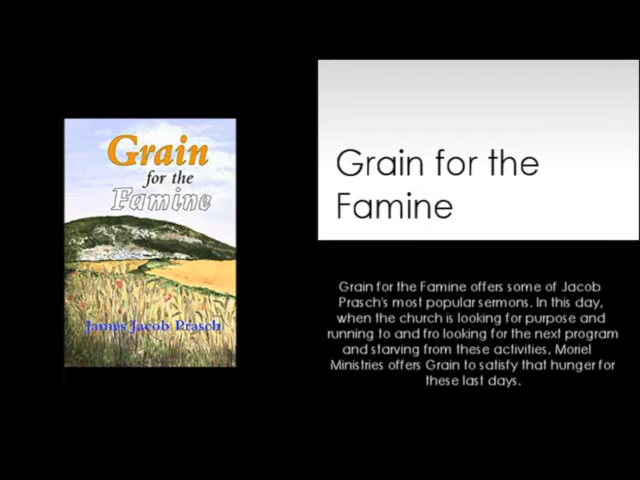 Grain
for the
Famine
James Jacob Prasch
Grain for the
Famine
Grain for the Famine offers some of Jacob
Prasch's most popular sermons. In this day,
when the church is looking for purpose and
running to and fro looking for the next program
and starving from these activities, Moriel
Ministries offers Grain to satisfy that hunger for
these last days.